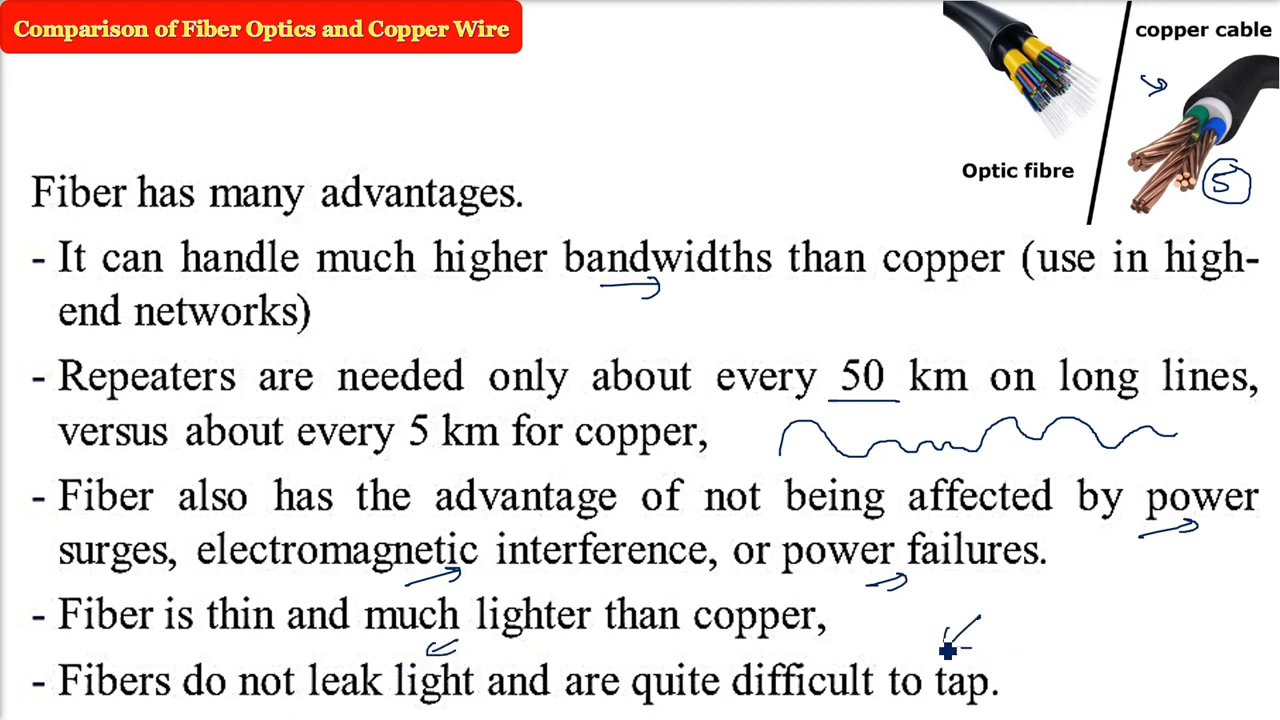 Comparison of Fiber Optics and Copper Wire
copper cable
Optic fibre
5
Fiber has many advantages.
- It can handle much higher bandwidths than copper (use in high-
end networks)
- Repeaters are needed only about every 50 km on long lines,
versus about every 5 km for copper,
- Fiber also has the advantage of not being affected by power
surges, electromagnetic interference, or power failures.
- Fiber is thin and much lighter than copper,
- Fibers do not leak light and are quite difficult to tap.